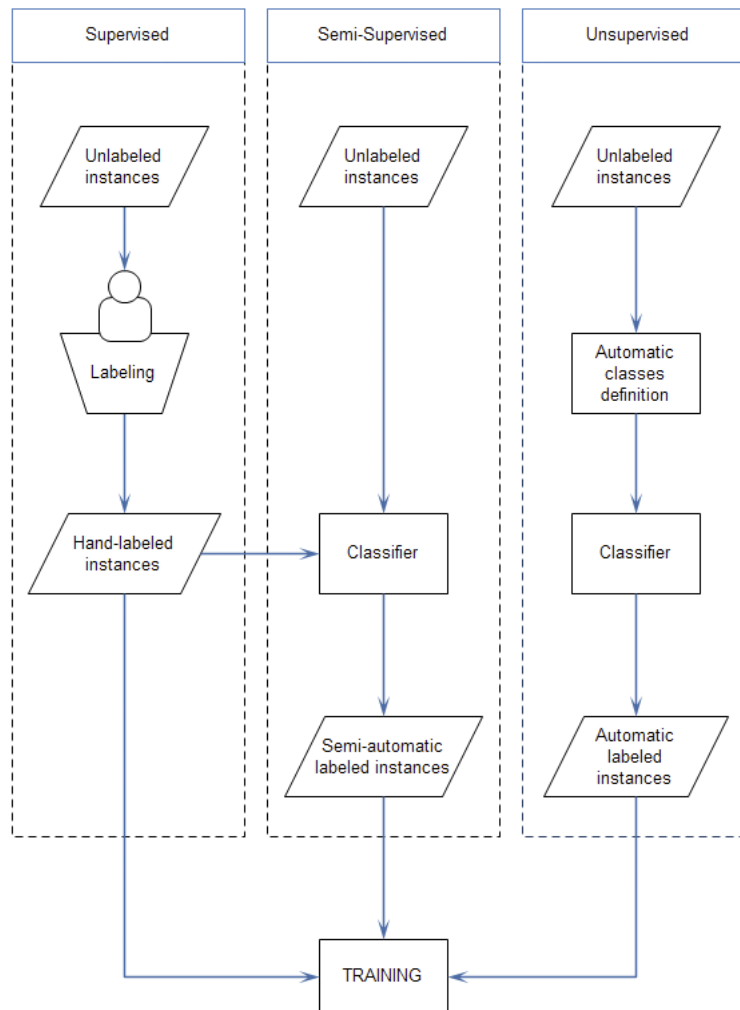 Supervised
Semi-Supervised
Unsupervised
Unlabeled
instances
Unlabeled
instances
Unlabeled
instances
Labeling
Automatic
classes
definition
Hand-labeled
instances
Classifier
Classifier
Semi-automatic
labeled instances
Automatic
labeled
instances
TRAINING